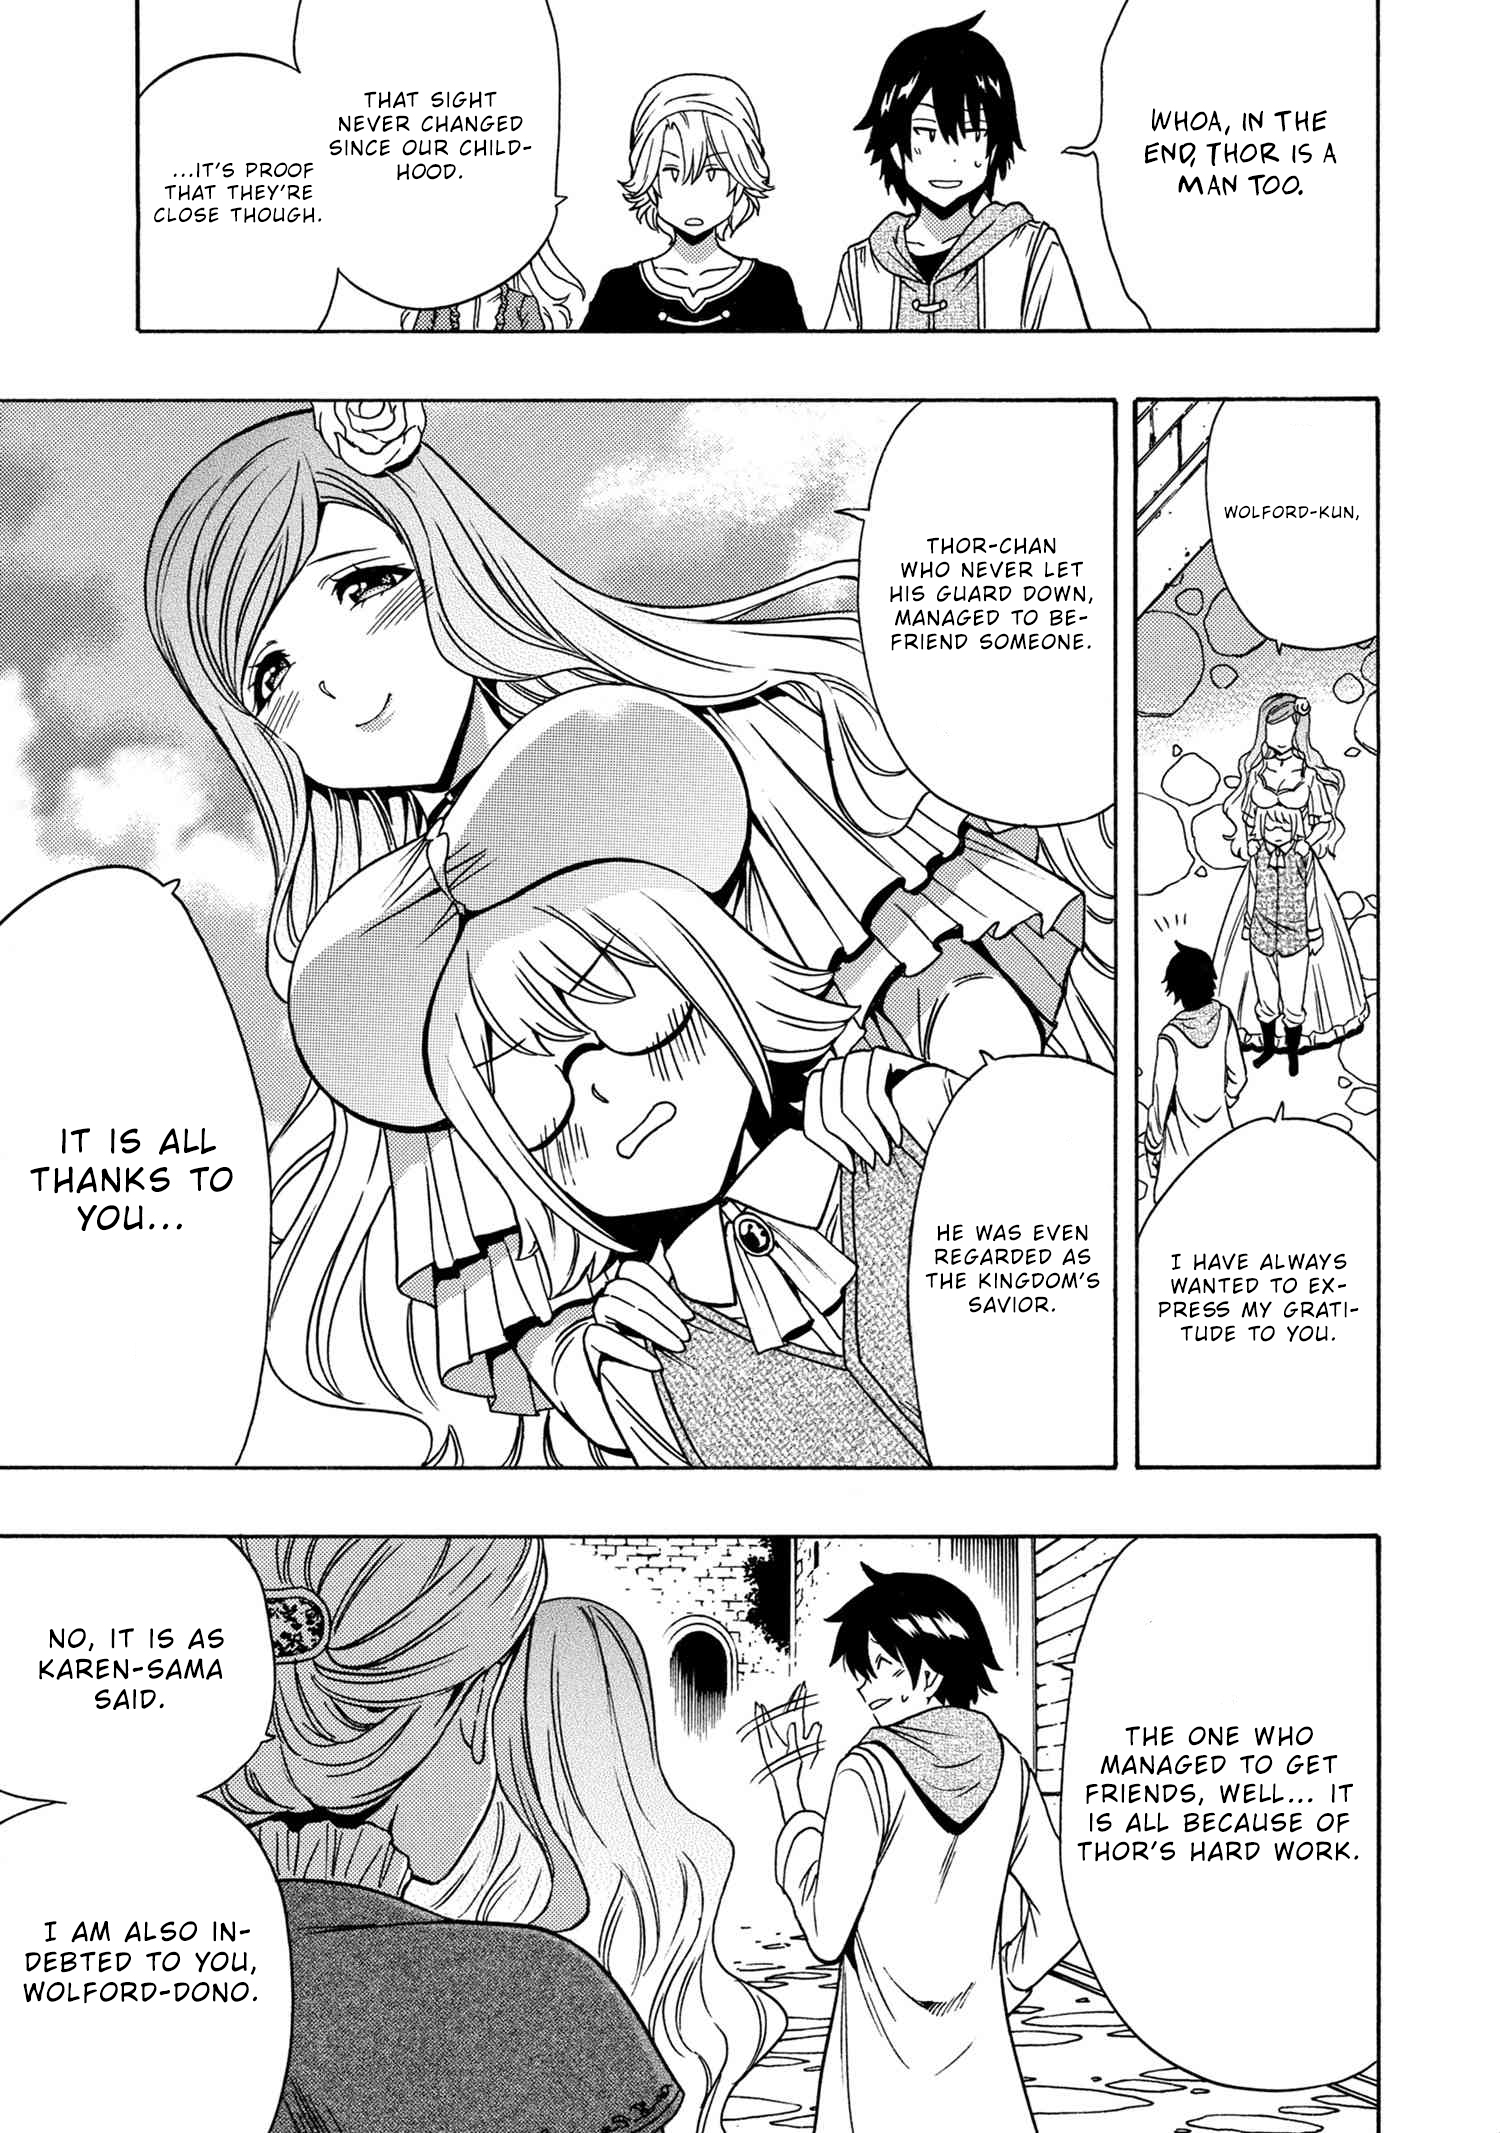 WHOA, IN THE
END, THOR IS A
MAN TOO.
THAT SIGHT
NEVER CHANGED
SINCE OUR CHILD-
HOOD.
...IT'S PROOF
THAT THEY'RE
CLOSE THOUGH.
WOLFORD-KUN,
I HAVE ALWAYS
WANTED TO EX-
PRESS MY GRATI-
TUDE TO YOU.
THOR-CHAN
WHO NEVER LET
HIS GUARD DOWN,
MANAGED TO BE-
FRIEND SOMEONE.
HE WAS EVEN
REGARDED AS
THE KINGDOM'S
SAVIOR.
IT IS ALL
THANKS TO
YOU...
THE ONE WHO
MANAGED TO GET
FRIENDS, WELL... IT
IS ALL BECAUSE OF
THOR'S HARD WORK.
NO, IT IS AS
KAREN-SAMA
SAID.
I AM ALSO IN-
DEBTED TO YOU,
WOLFORD-DONO.